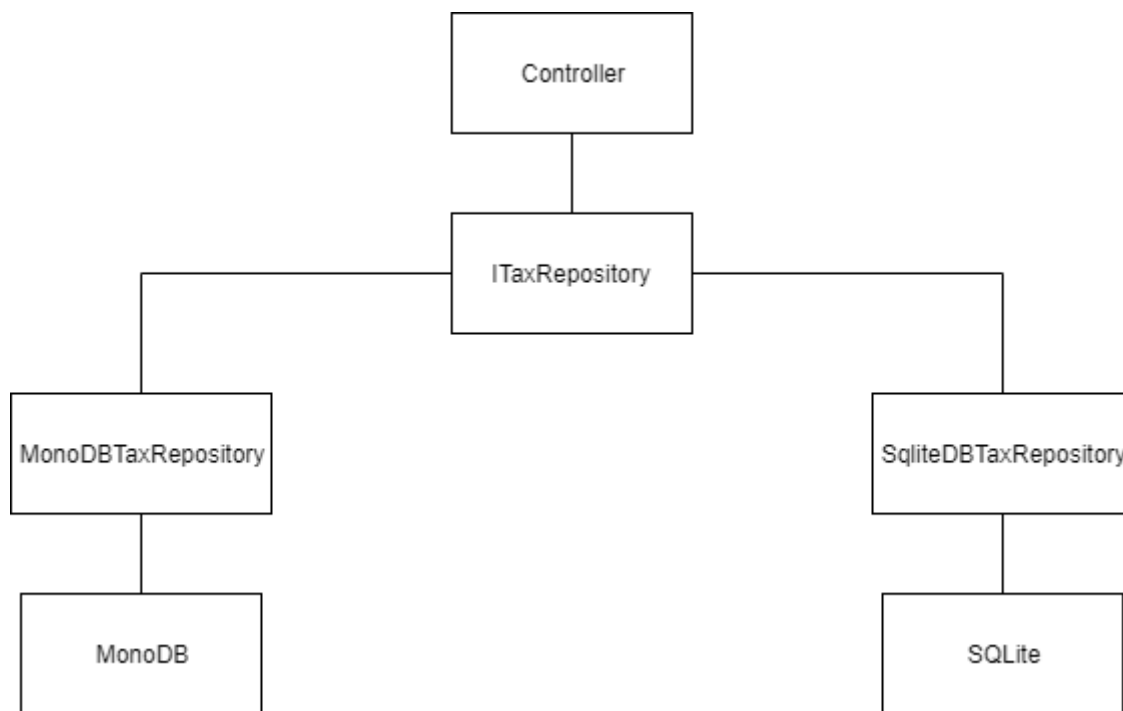 Controller
ITaxRepository
MonoDBTaxRepository
SqliteDBTaxRepository
MonoDB
SQLite